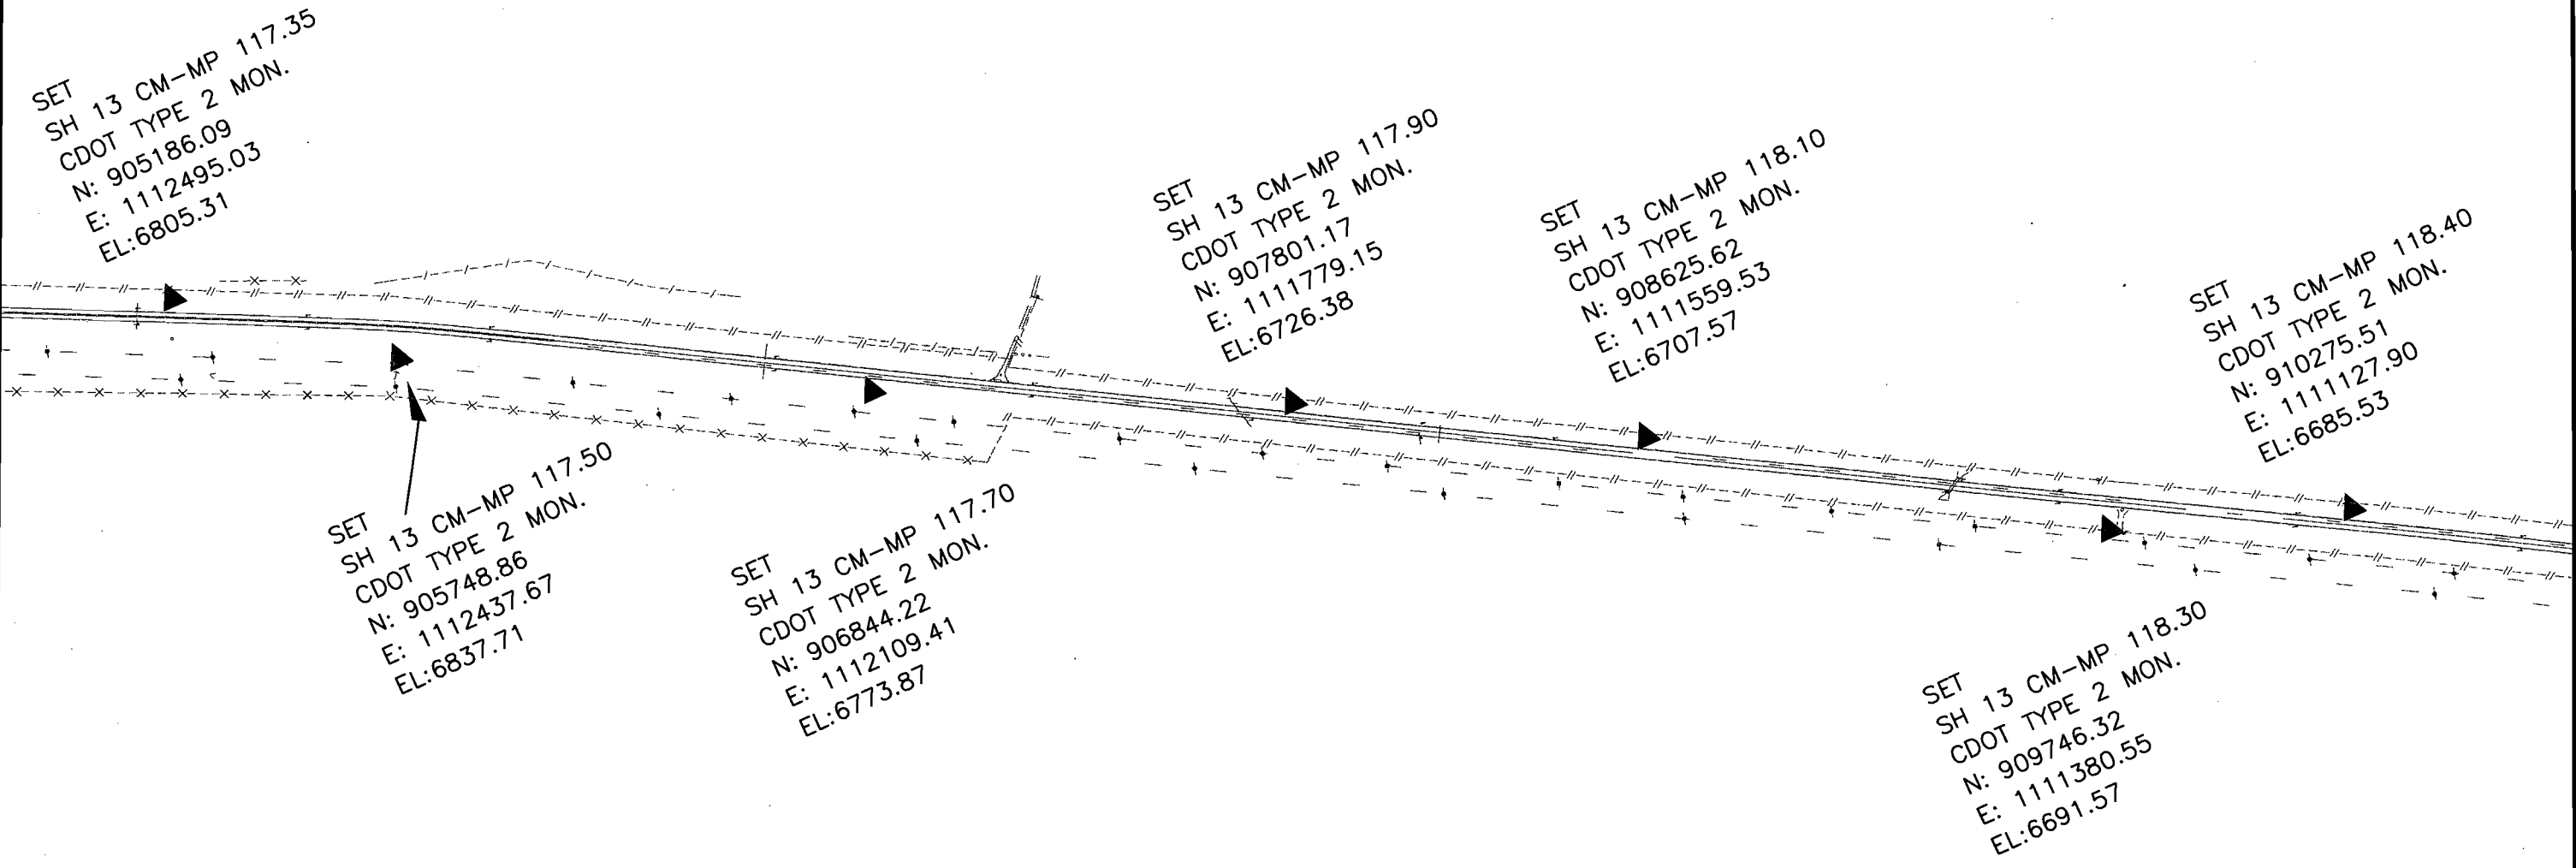 SET
SH 13 CM-MP 117.35
CDOT TYPE 2 MON.
N: 905186.09
E: 1112495.03
EL:6805.31
SET
SH 13 CM-MP 117.50
CDOT TYPE 2 MON.
N: 905748.86
E: 1112437.67
EL:6837.71
SET
SH 13 CM-MP 117.70
CDOT TYPE 2 MON.
N: 906844.22
E: 1112109.41
EL:6773.87
SET
SH 13 CM-MP 117.90
CDOT TYPE 2 MON.
N: 907801.17
E: 1111779.15
EL:6726.38
SET
SH 13 CM-MP 118.10
CDOT TYPE 2 MON.
N: 908625.62
E: 1111559.53
EL:6707.57
SET
SH 13 CM-MP 118.30
CDOT TYPE 2 MON.
N: 909746.32
E: 1111380.55
EL:6691.57
SET
SH 13 CM-MP 118.40
CDOT TYPE 2 MON.
N: 910275.51
E: 1111127.90
EL:6685.53